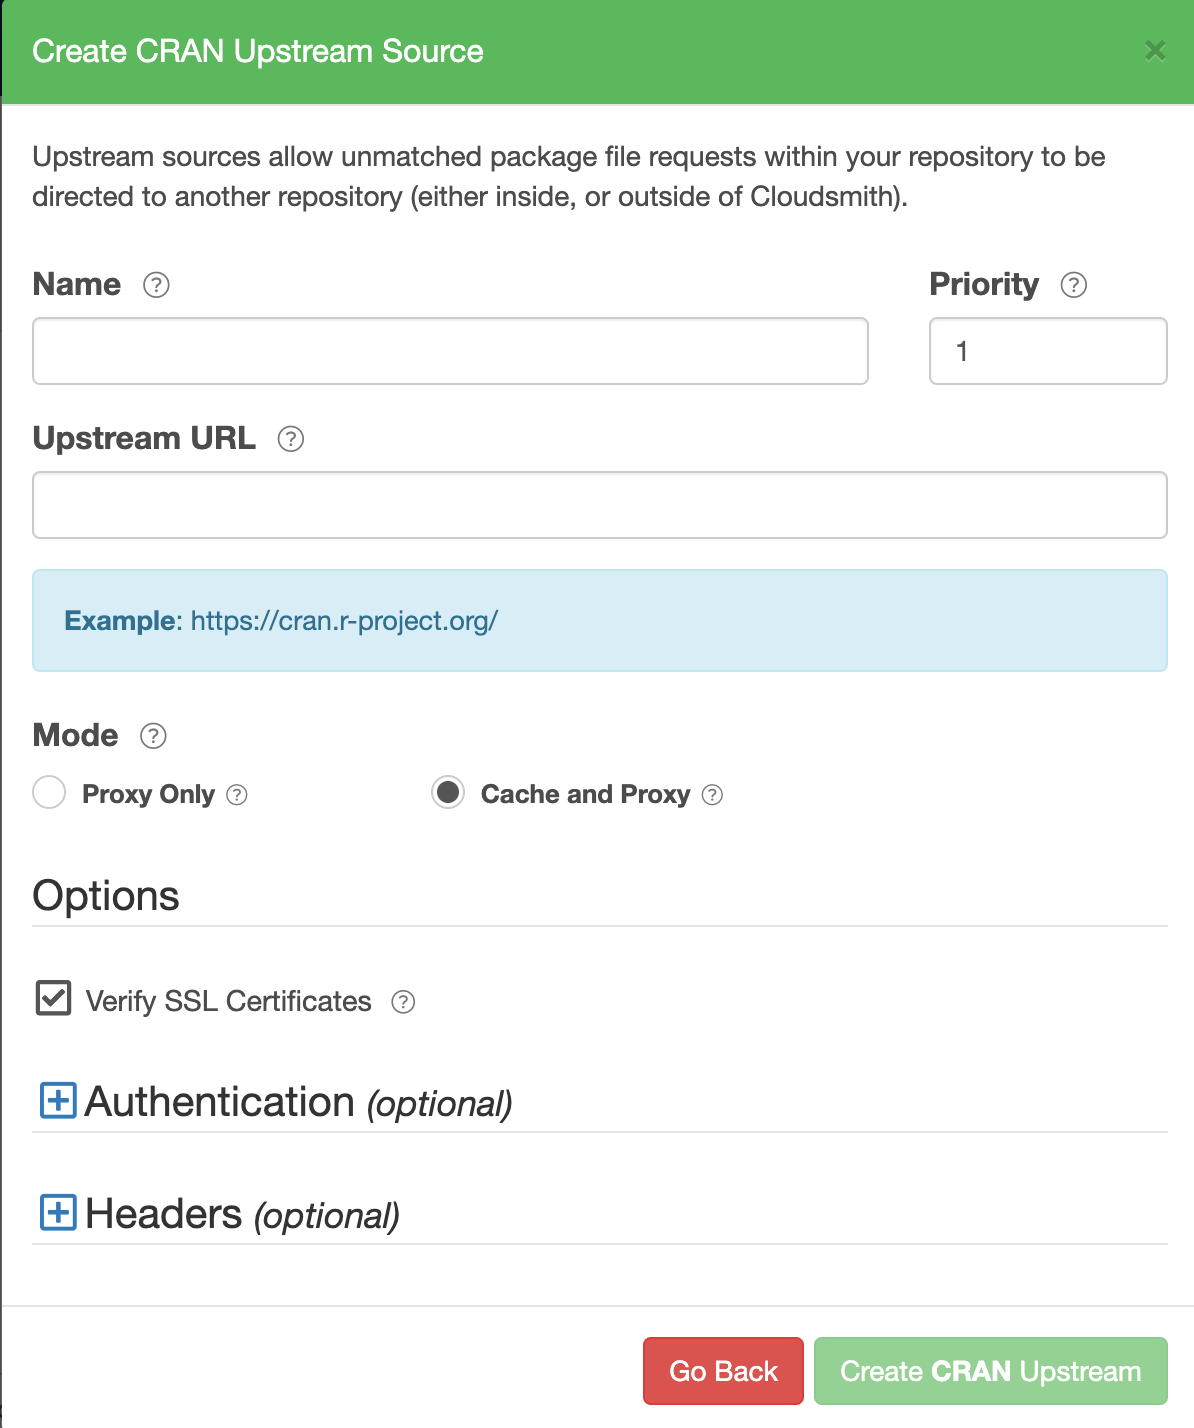 Create CRAN Upstream Source
×
Upstream sources allow unmatched package file requests within your repository to be
directed to another repository (either inside, or outside of Cloudsmith).
Name ? Priority ?
1
Upstream URL ?
Example: https://cran.r-project.org/
Mode ?
Proxy Only ? Cache and Proxy ?
Options
Verify SSL Certificates ?
Authentication (optional)
Headers (optional)
Go Back Create CRAN Upstream